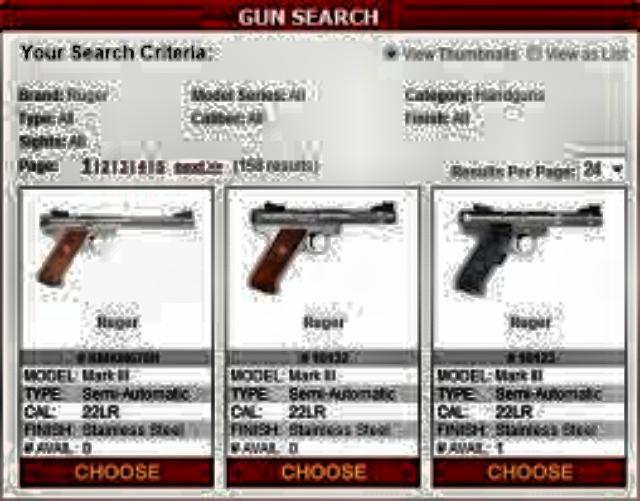 GUN SEARCH
Your Search Criteria:
View Thumbnails View as List
Brand: Ruger Model Series: All Category: Handguns
Type: All Caliber: All Finish: All
Sights: All
Page: 1 | 2 | 3 | 4 | 5 next >> (158 results) Results Per Page: 24
Ruger Ruger Ruger
# 10132 # 10123
MODEL: Mark III MODEL: Mark III MODEL: Mark III
TYPE: Semi-Automatic TYPE: Semi-Automatic TYPE: Semi-Automatic
CAL: 22LR CAL: 22LR CAL: 22LR
FINISH: Stainless Steel FINISH: Stainless Steel FINISH: Stainless Steel
# AVAIL: 0 # AVAIL: 0 # AVAIL: 1
CHOOSE CHOOSE CHOOSE